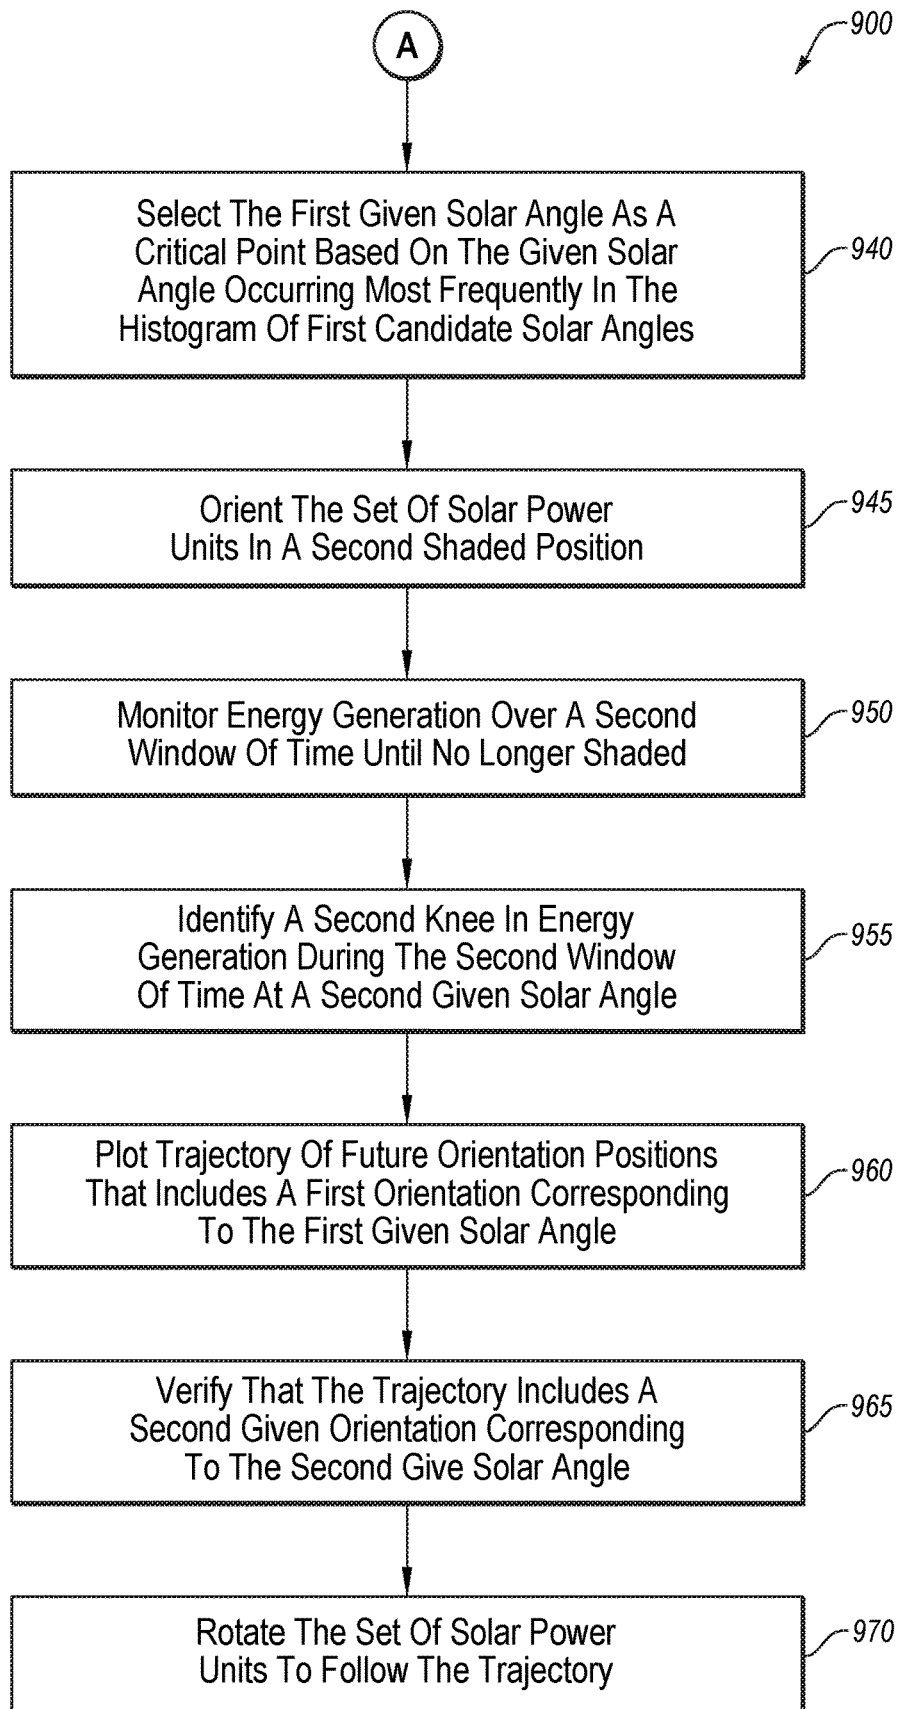 900
A
Select The First Given Solar Angle As A
Critical Point Based On The Given Solar
Angle Occurring Most Frequently In The
Histogram Of First Candidate Solar Angles
940
Orient The Set Of Solar Power
Units In A Second Shaded Position
945
Monitor Energy Generation Over A Second
Window Of Time Until No Longer Shaded
950
Identify A Second Knee In Energy
Generation During The Second Window
Of Time At A Second Given Solar Angle
955
Plot Trajectory Of Future Orientation Positions
That Includes A First Orientation Corresponding
To The First Given Solar Angle
960
Verify That The Trajectory Includes A
Second Given Orientation Corresponding
To The Second Give Solar Angle
965
Rotate The Set Of Solar Power
Units To Follow The Trajectory
970